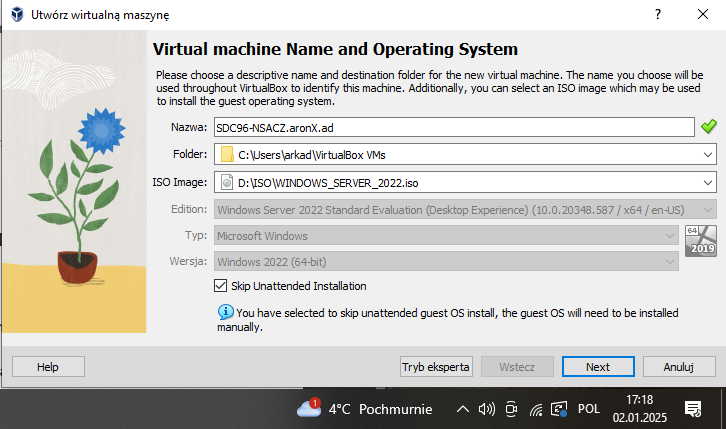 Utwórz wirtualną maszynę
Virtual machine Name and Operating System
Please choose a descriptive name and destination folder for the new virtual machine. The name you choose will be
used throughout VirtualBox to identify this machine. Additionally, you can select an ISO image which may be used
to install the guest operating system.
Nazwa: SDC96-NSACZ.aronX.ad
Folder: C:\Users\arkad\VirtualBox VMs
ISO Image: D:\ISO\WINDOWS_SERVER_2022.iso
Edition: Windows Server 2022 Standard Evaluation (Desktop Experience) (10.0.20348.587 / x64 / en-US)
Typ: Microsoft Windows
64
2019
Wersja: Windows 2022 (64-bit)
Skip Unattended Installation
You have selected to skip unattended guest OS install, the guest OS will need to be installed
manually.
Help Tryb eksperta Wstecz Next Anuluj
1 4°C Pochmurnie POL 17:18
02.01.2025